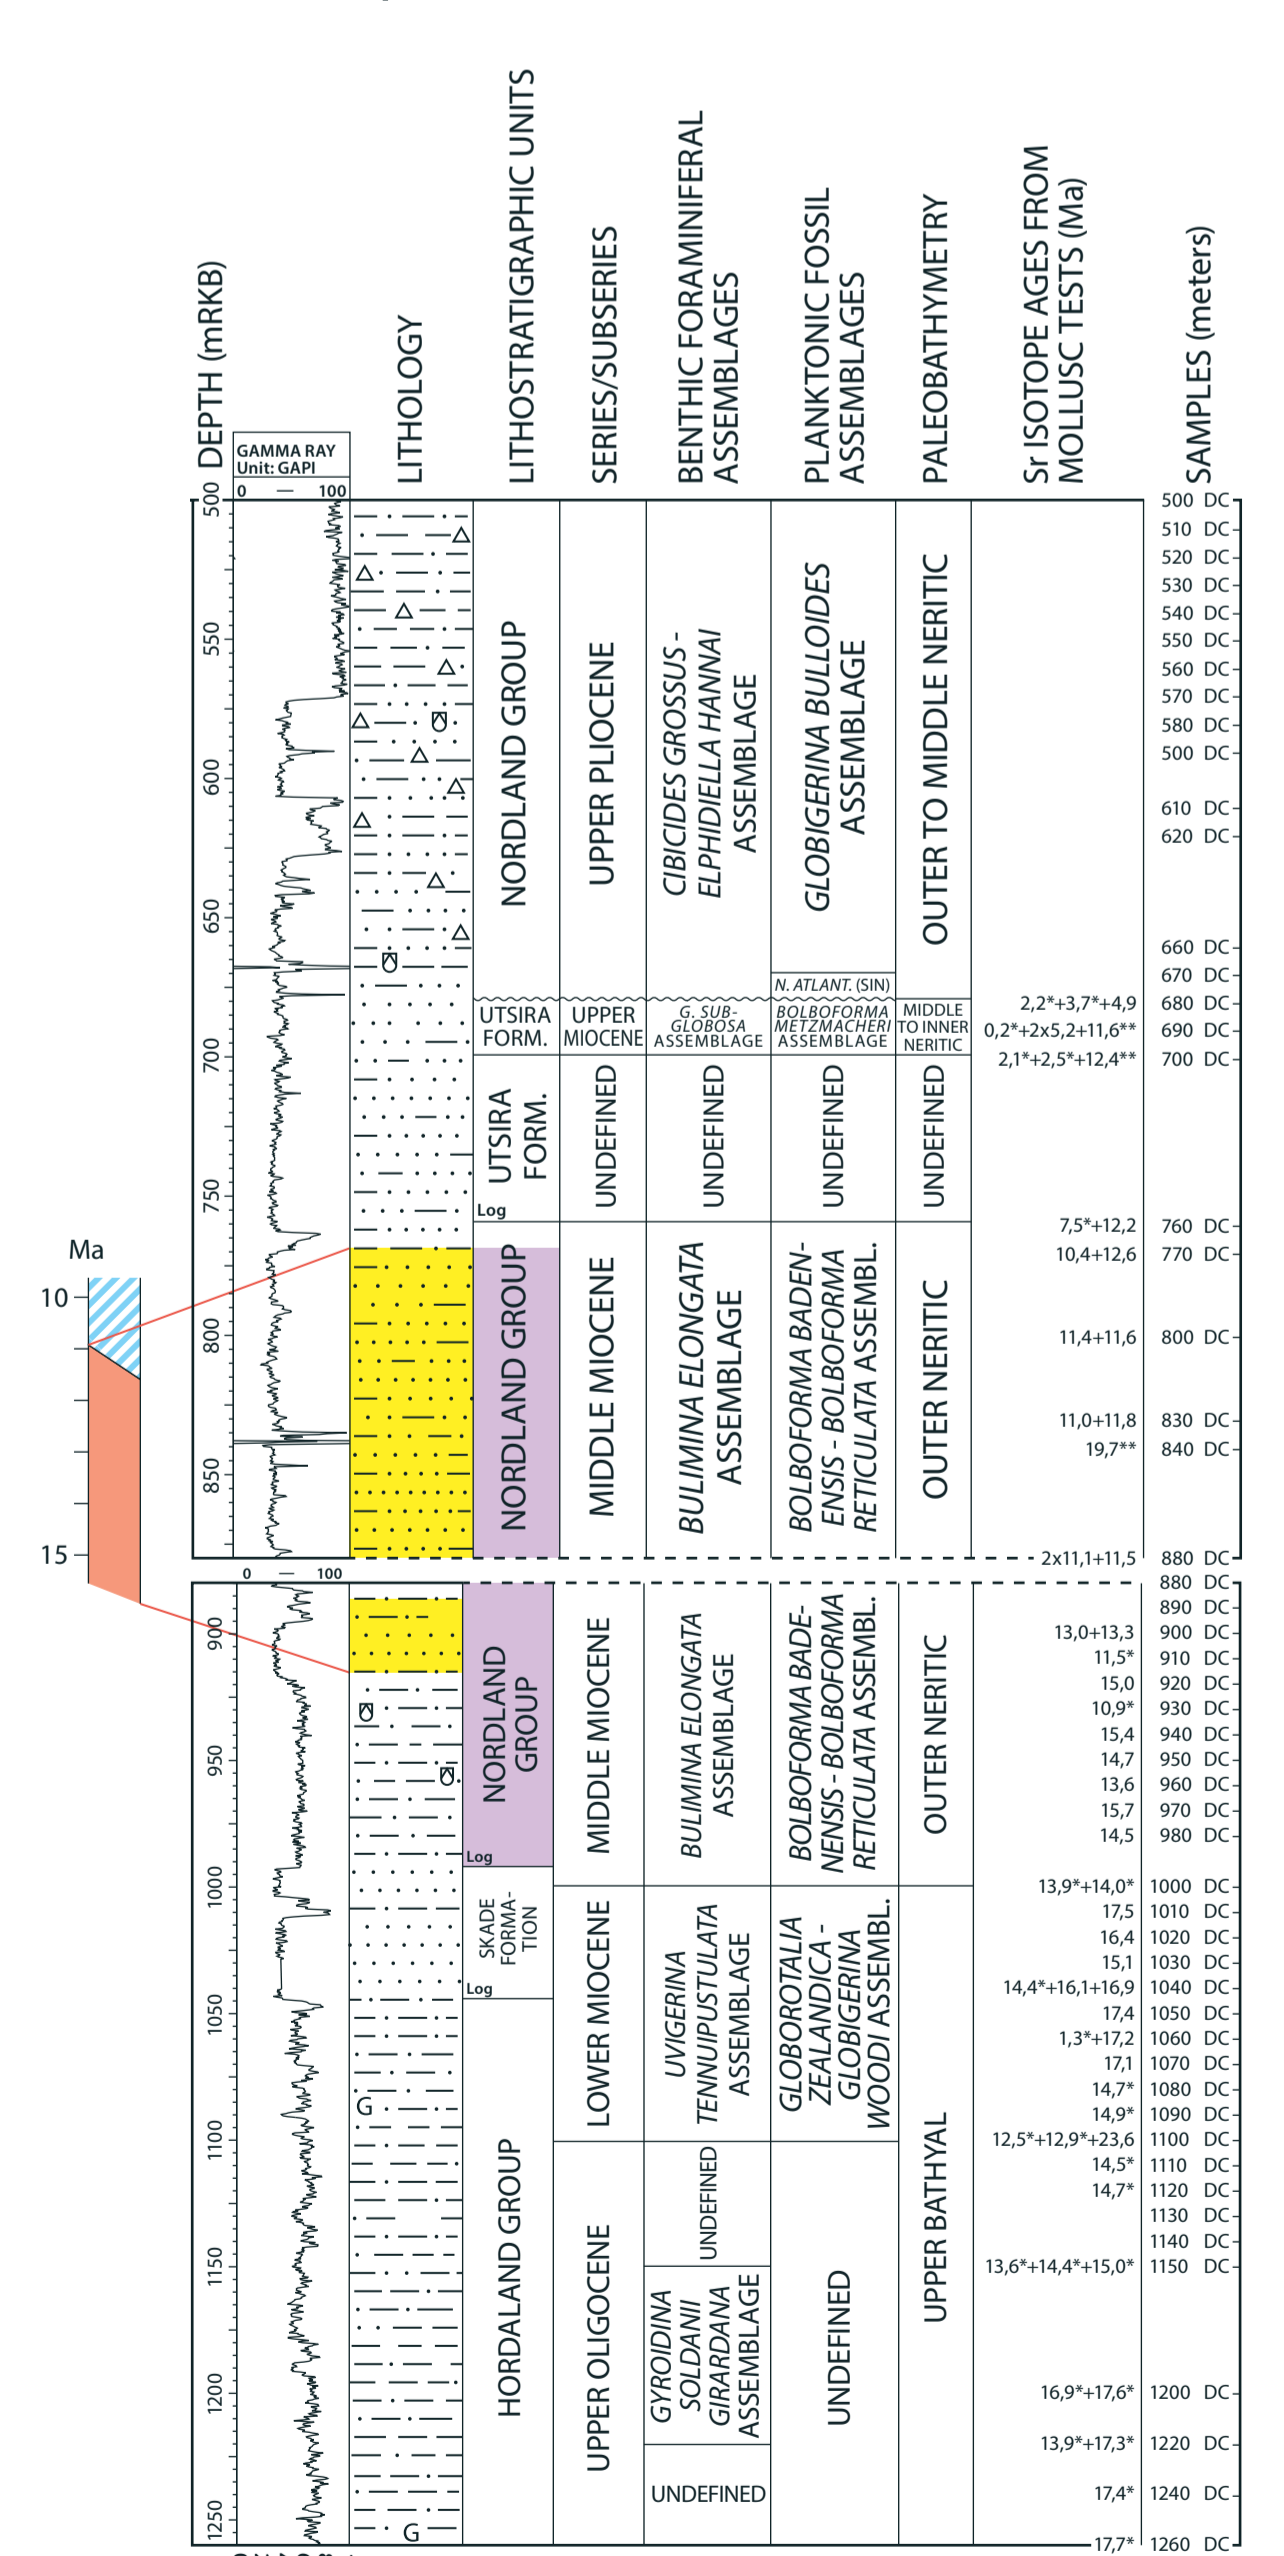 DEPTH (mRKB)
GAMMA RAY
Unit: GAPI
0 — 100
LITHOLOGY
LITHOSTRATIGRAPHIC UNITS
SERIES/SUBSERIES
BENTHIC FORAMINIFERAL
ASSEMBLAGES
PLANKTONIC FOSSIL
ASSEMBLAGES
PALEOBATHYMETRY
Sr ISOTOPE AGES FROM
MOLLUSC TESTS (Ma)
SAMPLES (meters)
500
550
600
650
700
750
800
850
NORDLAND GROUP
UPPER PLIOCENE
CIBICIDES GROSSUS -
ELPHIDIELLA HANNAI
ASSEMBLAGE
GLOBIGERINA BULLOIDES
ASSEMBLAGE
N. ATLANT. (SIN)
OUTER TO MIDDLE NERITIC
UTSIRA
FORM.
UPPER
MIOCENE
G. SUB-
GLOBOSA
ASSEMBLAGE
BOLBOFORMA
METZMACHERI
ASSEMBLAGE
MIDDLE
TO INNER
NERITIC
UTSIRA
FORM.
Log
UNDEFINED
UNDEFINED
UNDEFINED
UNDEFINED
NORDLAND GROUP
MIDDLE MIOCENE
BULIMINA ELONGATA
ASSEMBLAGE
BOLBOFORMA BADEN-
ENSIS - BOLBOFORMA
RETICULATA ASSEMBL.
OUTER NERITIC
500 DC
510 DC
520 DC
530 DC
540 DC
550 DC
560 DC
570 DC
580 DC
500 DC
610 DC
620 DC
660 DC
670 DC
2,2*+3,7*+4,9 680 DC
0,2*+2x5,2+11,6** 690 DC
2,1*+2,5*+12,4** 700 DC
7,5*+12,2 760 DC
10,4+12,6 770 DC
11,4+11,6 800 DC
11,0+11,8 830 DC
19,7** 840 DC
2x11,1+11,5 880 DC
Ma
10
15
0 — 100
900
950
1000
1050
1100
1150
1200
1250
G
G
NORDLAND
GROUP
Log
SKADE
FORMA-
TION
Log
HORDALAND GROUP
MIDDLE MIOCENE
LOWER MIOCENE
UPPER OLIGOCENE
BULIMINA ELONGATA
ASSEMBLAGE
UVIGERINA
TENNUIPUSTULATA
ASSEMBLAGE
UNDEFINED
GYROIDINA
SOLDANII
GIRARDANA
ASSEMBLAGE
UNDEFINED
BOLBOFORMA BADE-
NENSIS - BOLBOFORMA
RETICULATA ASSEMBL.
GLOBOROTALIA
ZEALANDICA -
GLOBIGERINA
WOODI ASSEMBL.
UNDEFINED
OUTER NERITIC
UPPER BATHYAL
880 DC
890 DC
13,0+13,3 900 DC
11,5* 910 DC
15,0 920 DC
10,9* 930 DC
15,4 940 DC
14,7 950 DC
13,6 960 DC
15,7 970 DC
14,5 980 DC
13,9*+14,0* 1000 DC
17,5 1010 DC
16,4 1020 DC
15,1 1030 DC
14,4*+16,1+16,9 1040 DC
17,4 1050 DC
1,3*+17,2 1060 DC
17,1 1070 DC
14,7* 1080 DC
14,9* 1090 DC
12,5*+12,9*+23,6 1100 DC
14,5* 1110 DC
14,7* 1120 DC
1130 DC
1140 DC
13,6*+14,4*+15,0* 1150 DC
16,9*+17,6* 1200 DC
13,9*+17,3* 1220 DC
17,4* 1240 DC
17,7* 1260 DC